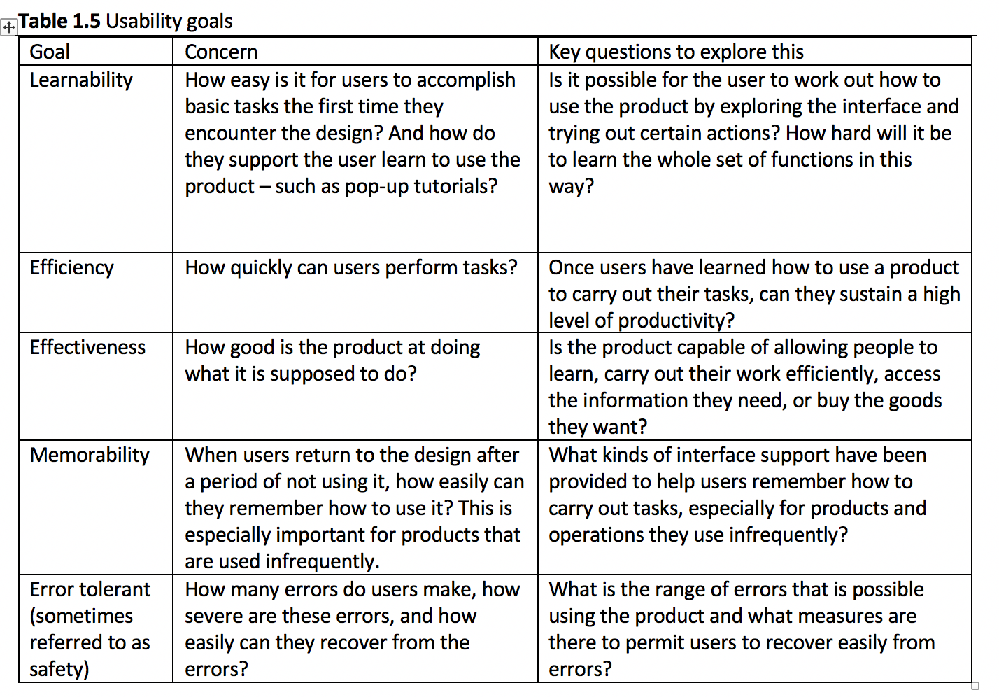 Table 1.5 Usability goals
Goal
Concern
Key questions to explore this
Learnability
How easy is it for users to accomplish
basic tasks the first time they
encounter the design? And how do
they support the user learn to use the
product – such as pop-up tutorials?
Is it possible for the user to work out how to
use the product by exploring the interface and
trying out certain actions? How hard will it be
to learn the whole set of functions in this
way?
Efficiency
How quickly can users perform tasks?
Once users have learned how to use a product
to carry out their tasks, can they sustain a high
level of productivity?
Effectiveness
How good is the product at doing
what it is supposed to do?
Is the product capable of allowing people to
learn, carry out their work efficiently, access
the information they need, or buy the goods
they want?
Memorability
When users return to the design after
a period of not using it, how easily can
they remember how to use it? This is
especially important for products that
are used infrequently.
What kinds of interface support have been
provided to help users remember how to
carry out tasks, especially for products and
operations they use infrequently?
Error tolerant
(sometimes
referred to as
safety)
How many errors do users make, how
severe are these errors, and how
easily can they recover from the
errors?
What is the range of errors that is possible
using the product and what measures are
there to permit users to recover easily from
errors?